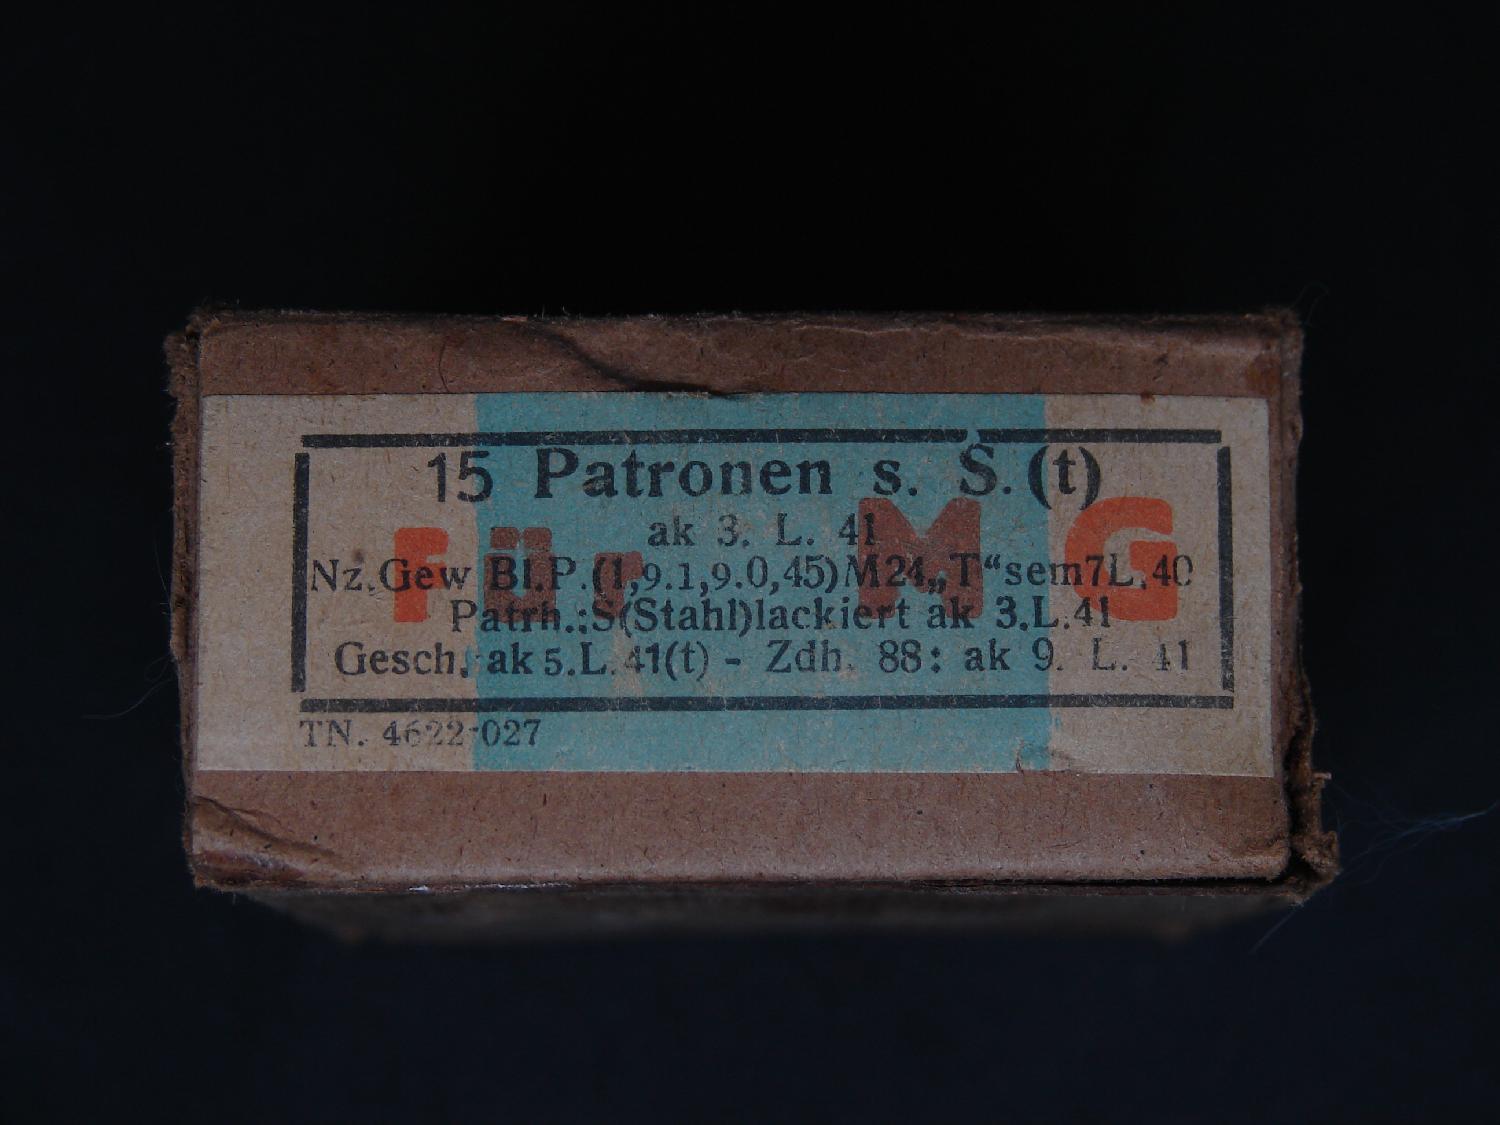 15 Patronen s. S. (t)
ak 3. L. 41
Für MG
Nz.Gew Bl.P.(1,9.1,9.0,45)M24„T“sem7L.40
Patrh.:S(Stahl)lackiert ak 3.L.41
Gesch. ak 5.L.41(t) - Zdh. 88: ak 9. L. 41
TN. 4622-027